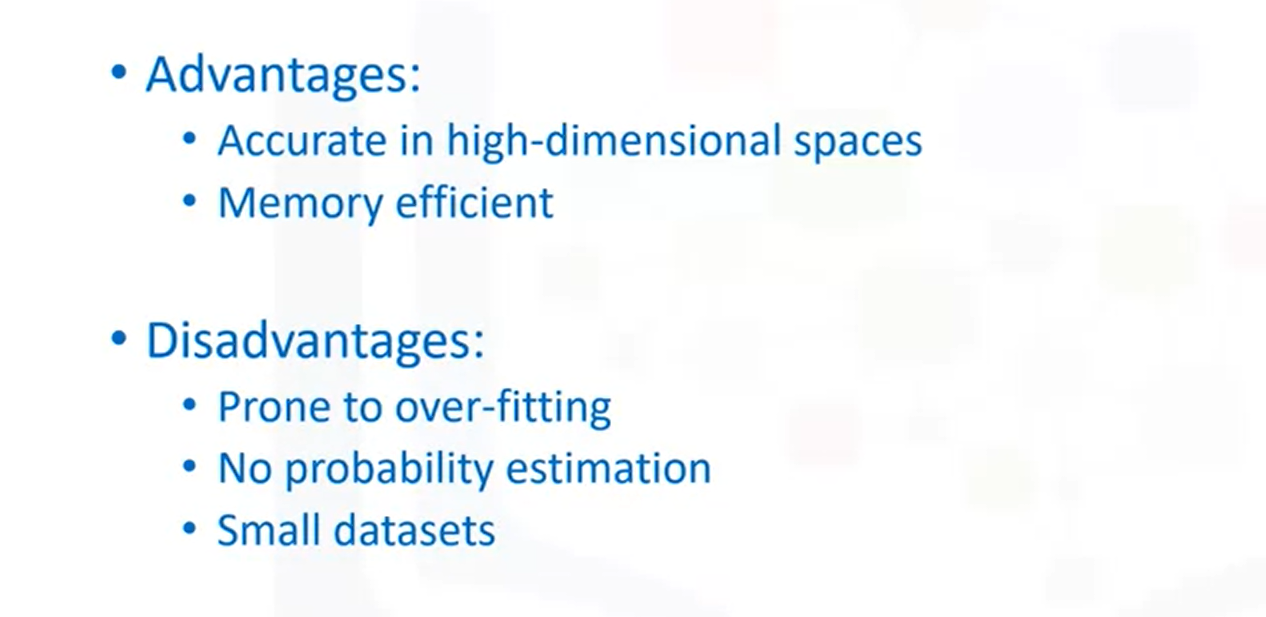 • Advantages:
• Accurate in high-dimensional spaces
• Memory efficient
• Disadvantages:
• Prone to over-fitting
• No probability estimation
• Small datasets